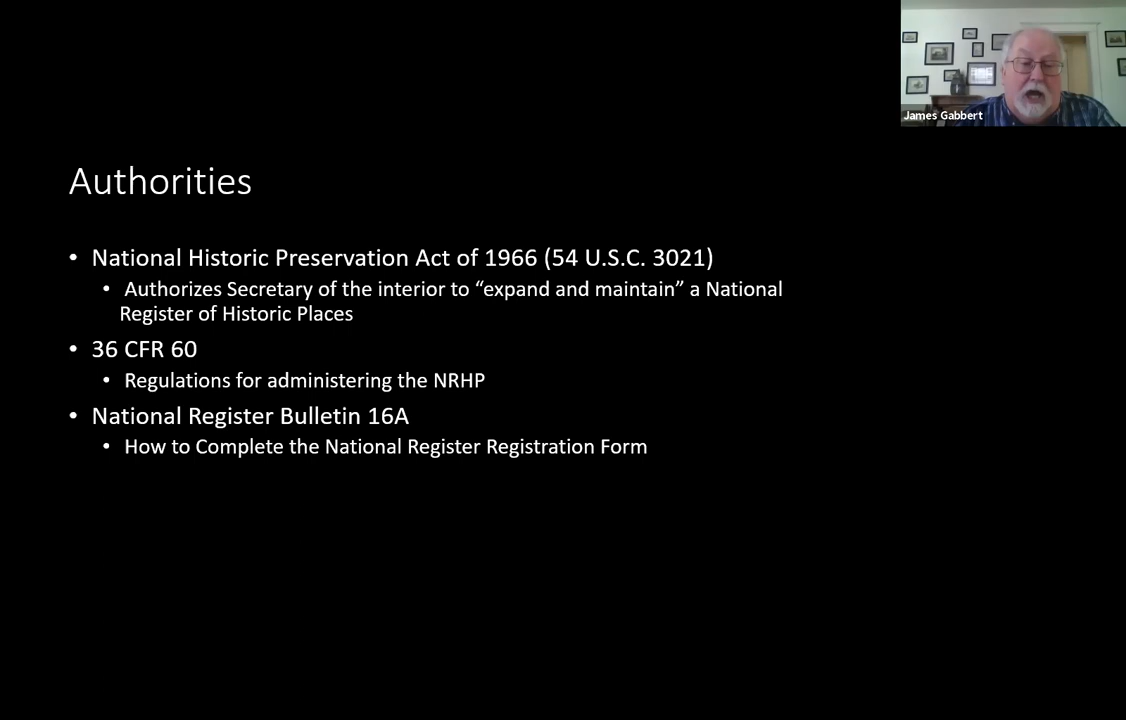 James Gabbert
Authorities
• National Historic Preservation Act of 1966 (54 U.S.C. 3021)
• Authorizes Secretary of the interior to “expand and maintain” a National
Register of Historic Places
• 36 CFR 60
• Regulations for administering the NRHP
• National Register Bulletin 16A
• How to Complete the National Register Registration Form